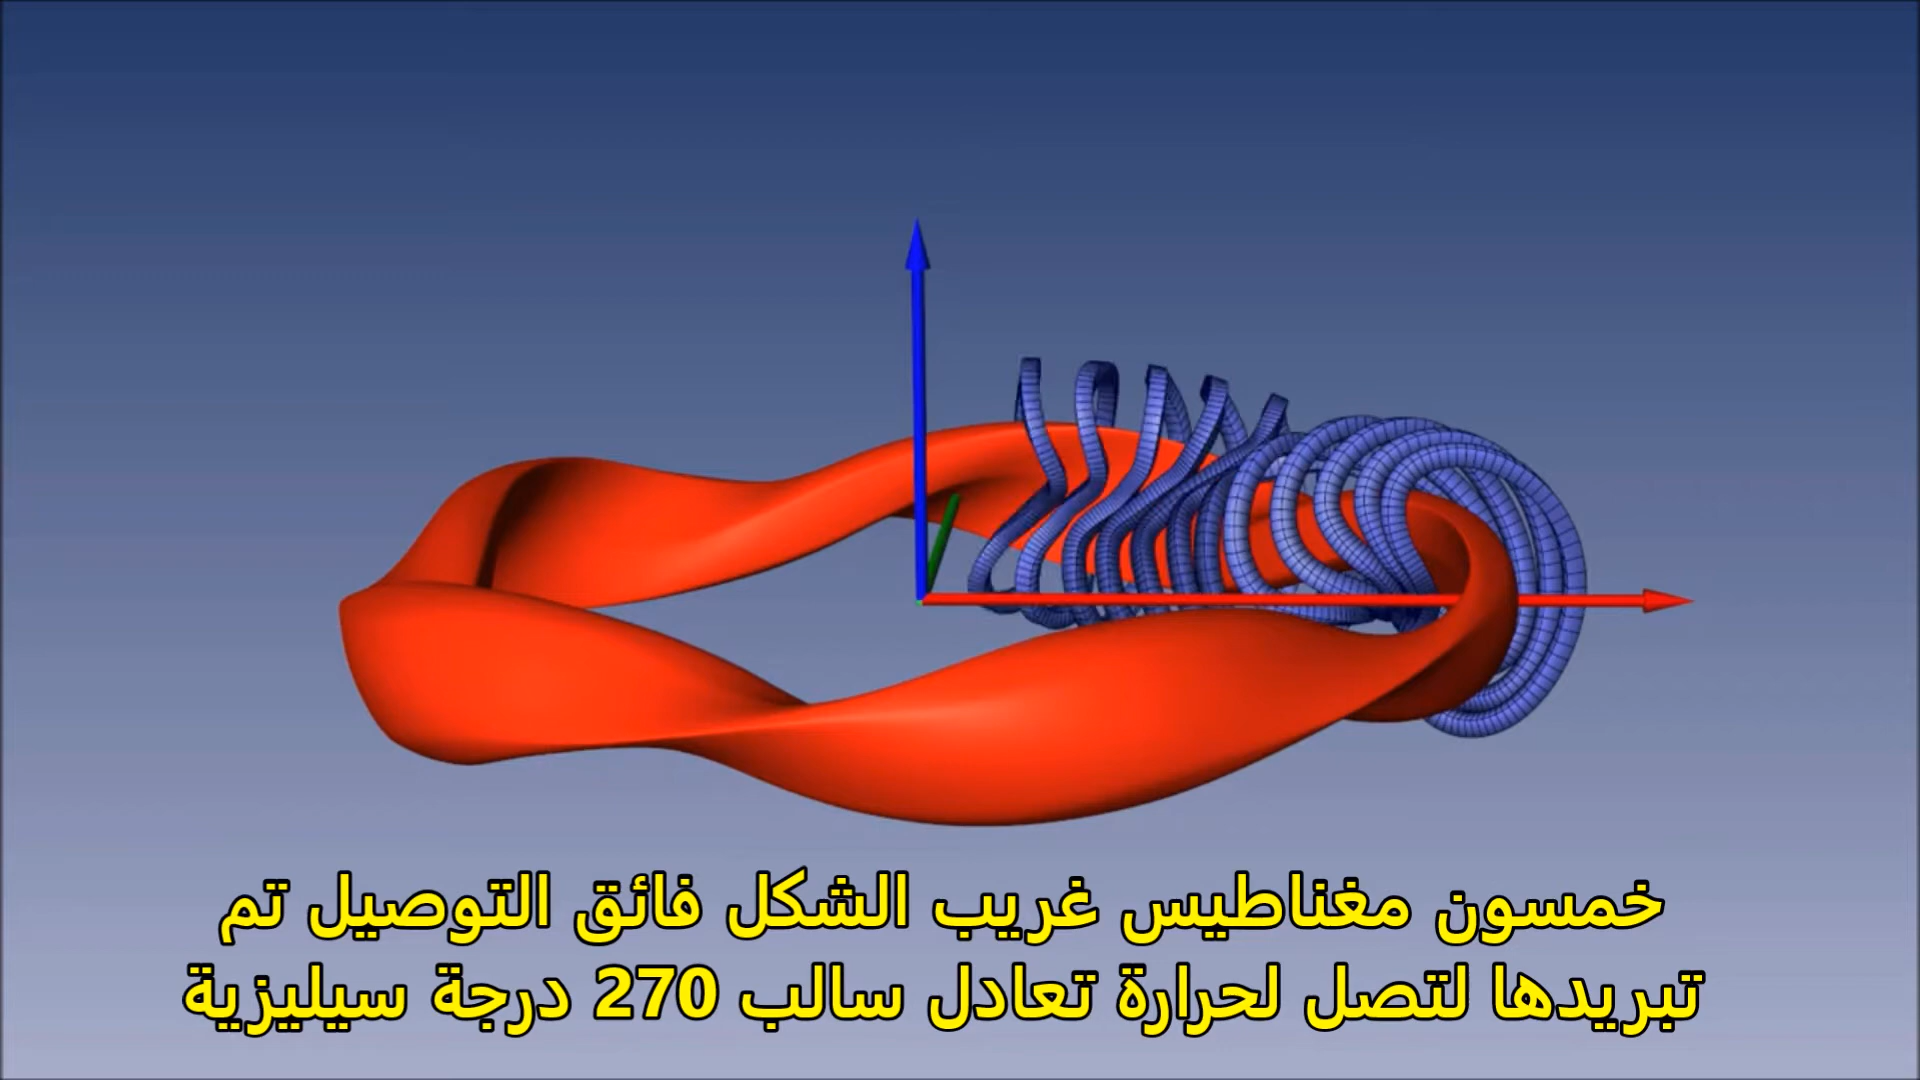 خمسون مغناطيس غريب الشكل فائق التوصيل تم
تبريدها لتصل لحرارة تعادل سالب 270 درجة سيليزية